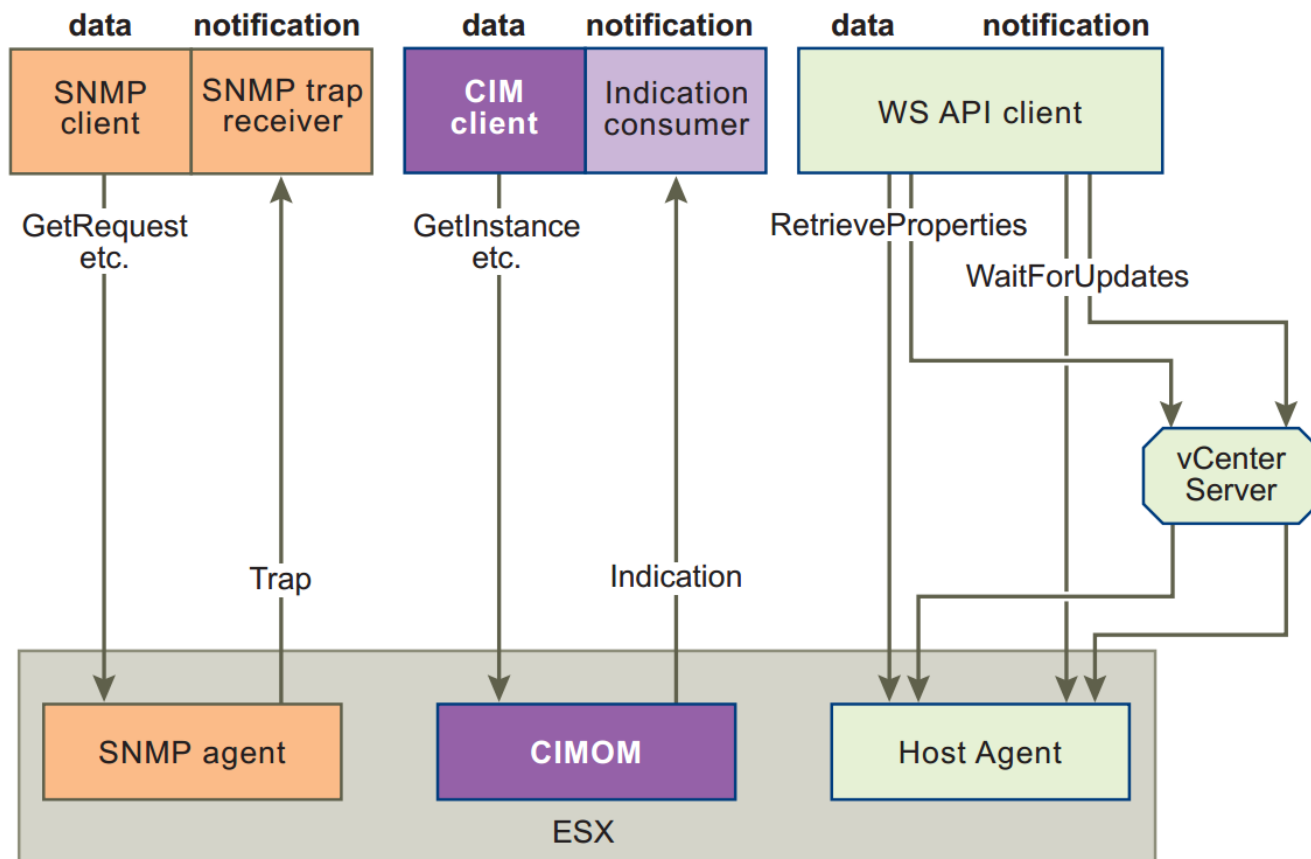 data notification data notification data notification
SNMP client
SNMP trap receiver
CIM client
Indication consumer
WS API client
GetRequest etc.
GetInstance etc.
RetrieveProperties
WaitForUpdates
vCenter Server
Trap
Indication
SNMP agent
CIMOM
Host Agent
ESX